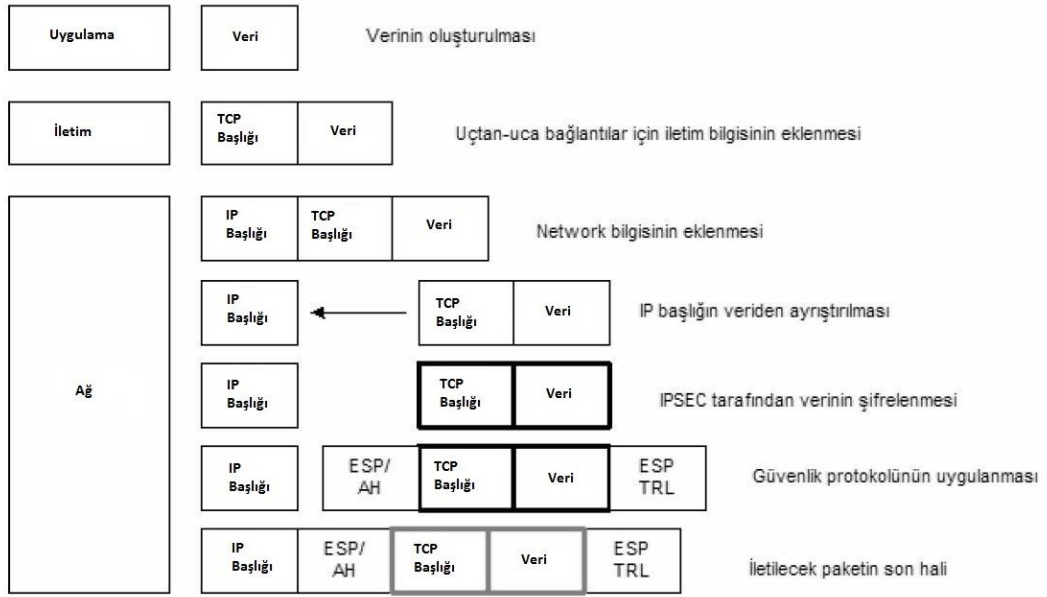 Uygulama
Veri
Verinin oluşturulması
İletim
TCP
Başlığı
Veri
Uçtan-uca bağlantılar için iletim bilgisinin eklenmesi
Ağ
IP
Başlığı
TCP
Başlığı
Veri
Network bilgisinin eklenmesi
IP
Başlığı
TCP
Başlığı
Veri
IP başlığın veriden ayrıştırılması
IP
Başlığı
TCP
Başlığı
Veri
IPSEC tarafından verinin şifrelenmesi
IP
Başlığı
ESP/
AH
TCP
Başlığı
Veri
ESP
TRL
Güvenlik protokolünün uygulanması
IP
Başlığı
ESP/
AH
TCP
Başlığı
Veri
ESP
TRL
İletilecek paketin son hali